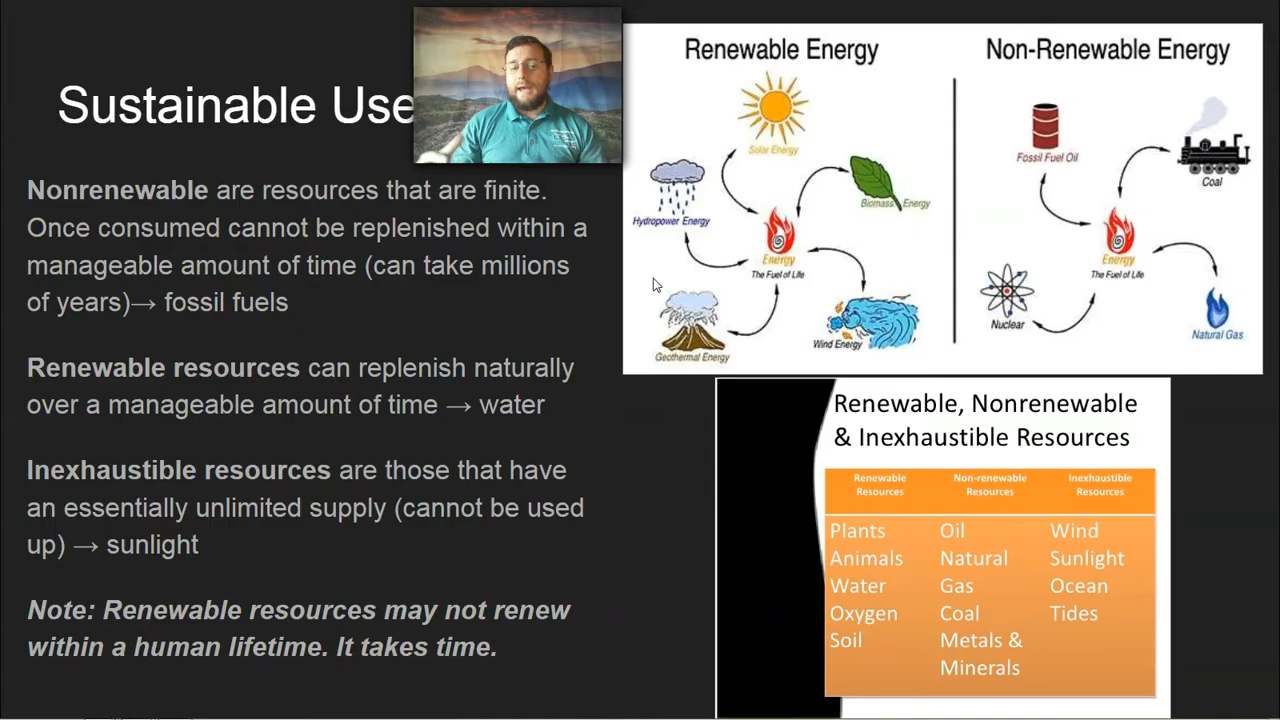 Sustainable Use
Nonrenewable are resources that are finite.
Once consumed cannot be replenished within a
manageable amount of time (can take millions
of years)→ fossil fuels
Renewable resources can replenish naturally
over a manageable amount of time → water
Inexhaustible resources are those that have
an essentially unlimited supply (cannot be used
up) → sunlight
Note: Renewable resources may not renew
within a human lifetime. It takes time.
Renewable Energy
Solar Energy
Hydropower Energy
Biomass Energy
Energy
The Fuel of Life
Geothermal Energy
Wind Energy
Non-Renewable Energy
Fossil Fuel Oil
Coal
Energy
The Fuel of Life
Nuclear
Natural Gas
Renewable, Nonrenewable
& Inexhaustible Resources
Renewable
Resources
Non-renewable
Resources
Inexhaustible
Resources
Plants
Animals
Water
Oxygen
Soil
Oil
Natural
Gas
Coal
Metals &
Minerals
Wind
Sunlight
Ocean
Tides